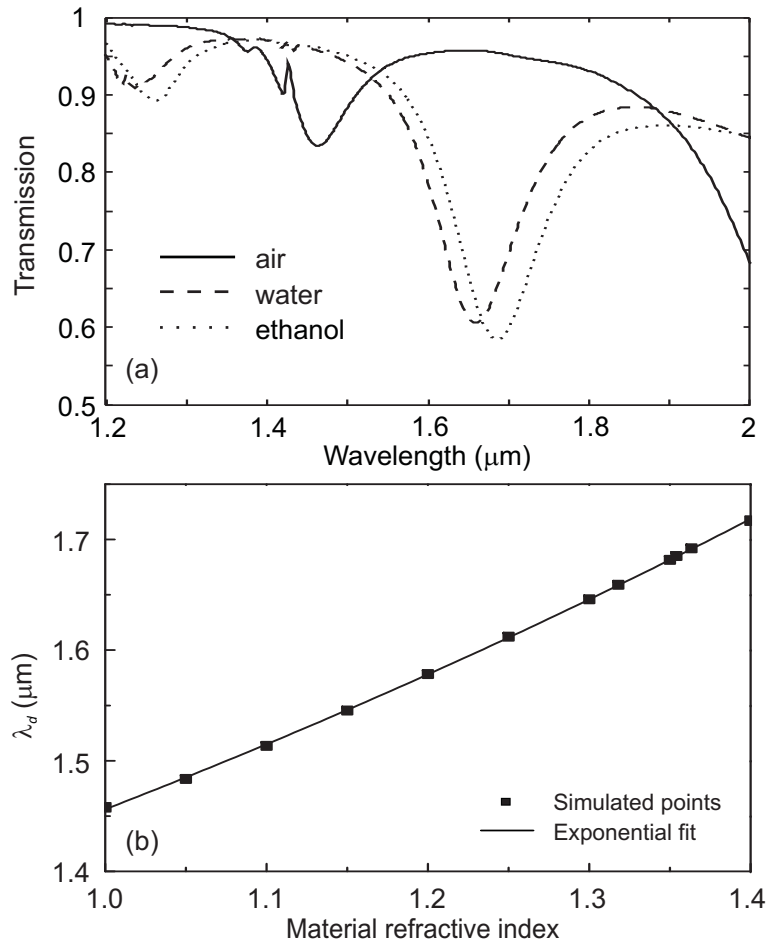 1
0.9
0.8
0.7
0.6
0.5
Transmission
air
water
ethanol
(a)
1.2 1.4 1.6 1.8 2
Wavelength (μm)
1.7
1.6
1.5
1.4
λd (μm)
Simulated points
Exponential fit
(b)
1.0 1.1 1.2 1.3 1.4
Material refractive index